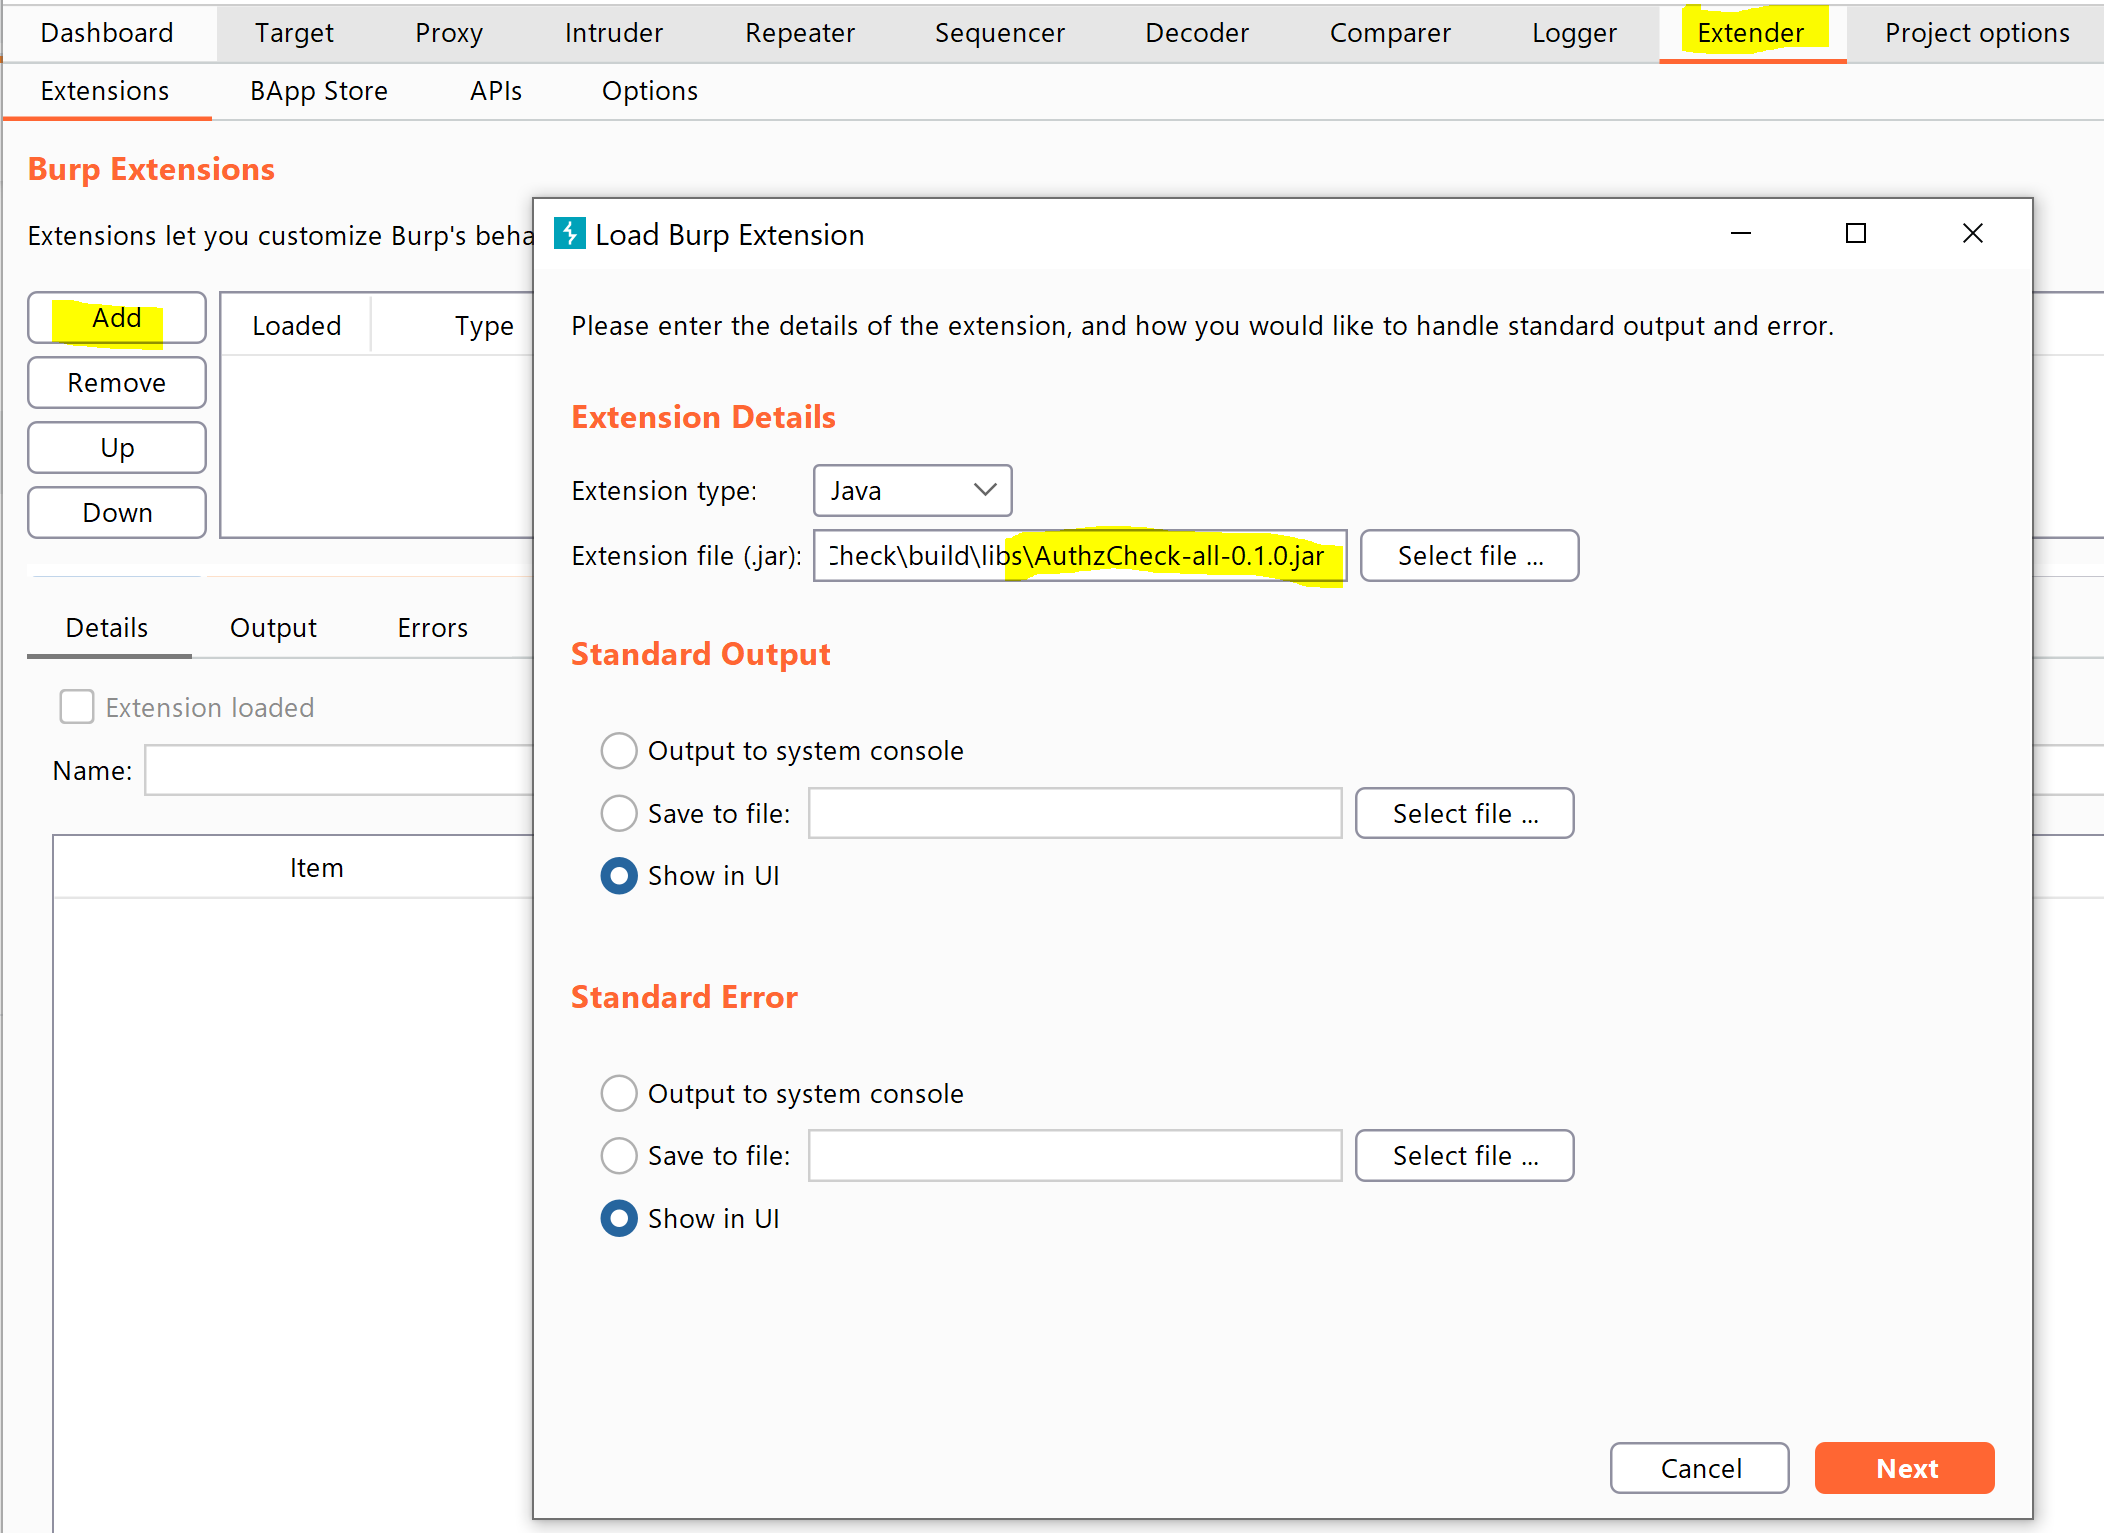 Dashboard Target Proxy Intruder Repeater Sequencer Decoder Comparer Logger Extender Project options
Extensions BApp Store APIs Options
Burp Extensions
Extensions let you customize Burp's beha
Add
Remove
Up
Down
Loaded Type
Details Output Errors
Extension loaded
Name:
Item
Load Burp Extension
Please enter the details of the extension, and how you would like to handle standard output and error.
Extension Details
Extension type: Java
Extension file (.jar): Check\build\libs\AuthzCheck-all-0.1.0.jar Select file ...
Standard Output
Output to system console
Save to file: Select file ...
Show in UI
Standard Error
Output to system console
Save to file: Select file ...
Show in UI
Cancel Next